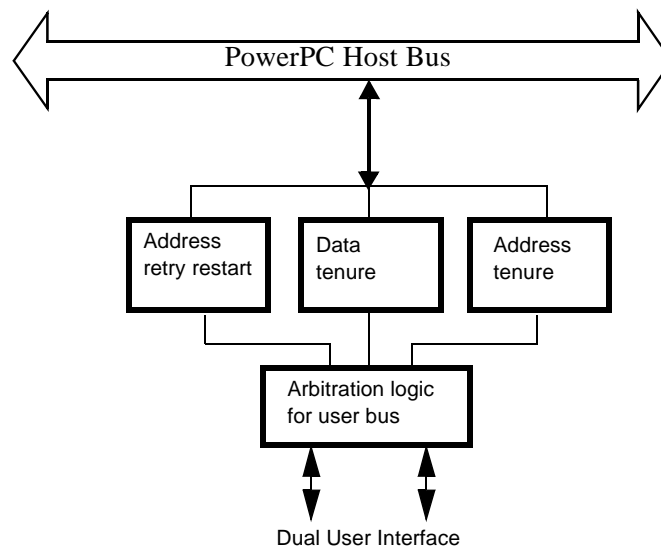 PowerPC Host Bus
Address
retry restart
Data
tenure
Address
tenure
Arbitration logic
for user bus
Dual User Interface